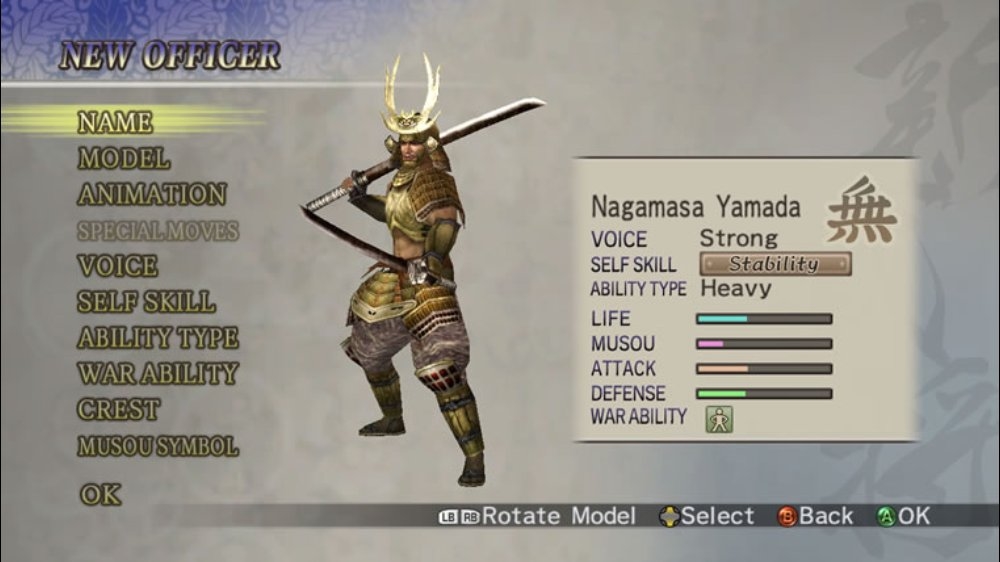 NEW OFFICER
NAME
MODEL
ANIMATION
SPECIAL MOVES
VOICE
SELF SKILL
ABILITY TYPE
WAR ABILITY
CREST
MUSOU SYMBOL
OK
Nagamasa Yamada
無
VOICE Strong
SELF SKILL Stability
ABILITY TYPE Heavy
LIFE
MUSOU
ATTACK
DEFENSE
WAR ABILITY
LB RB Rotate Model Select B Back A OK